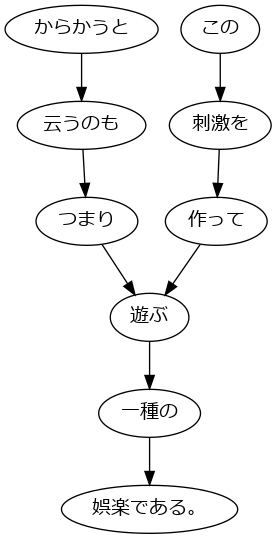 からかうと
この
云うのも
刺激を
つまり
作って
遊ぶ
一種の
娯楽である。